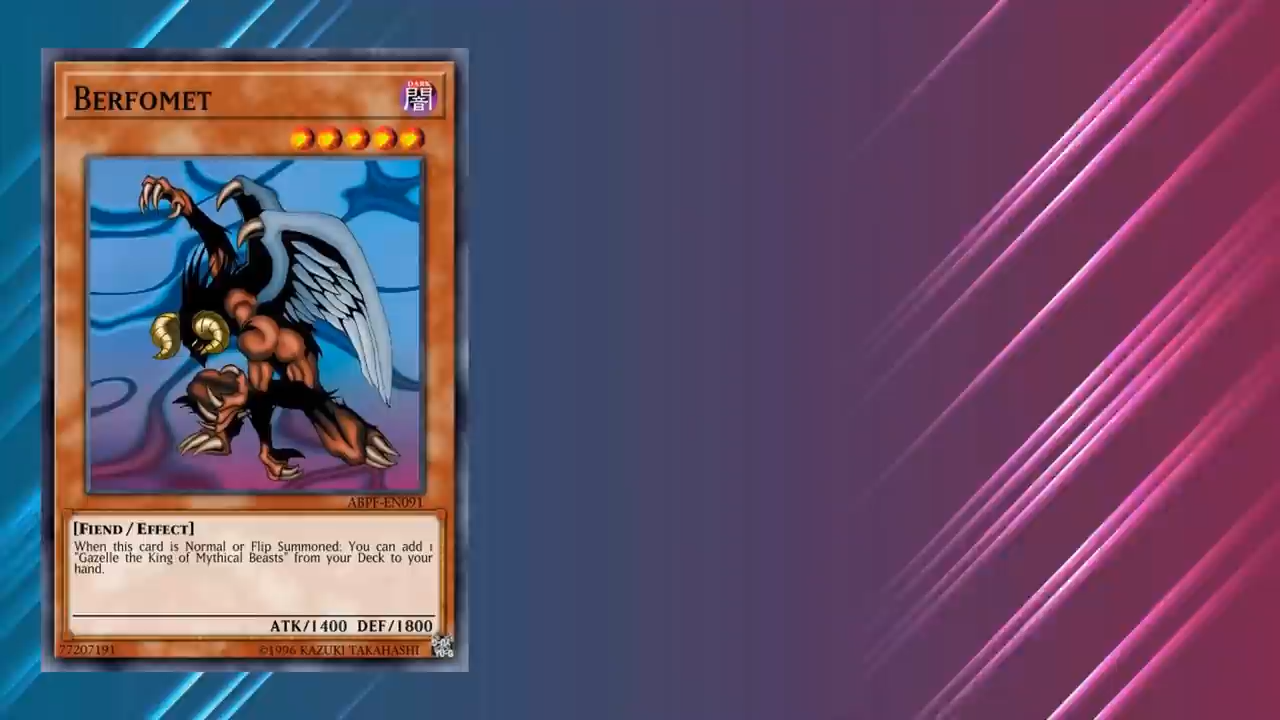 Berfomet
DARK
闇
ABPF-EN091
[Fiend / Effect]
When this card is Normal or Flip Summoned: You can add 1
"Gazelle the King of Mythical Beasts" from your Deck to your
hand.
ATK/1400 DEF/1800
77207191
©1996 KAZUKI TAKAHASHI